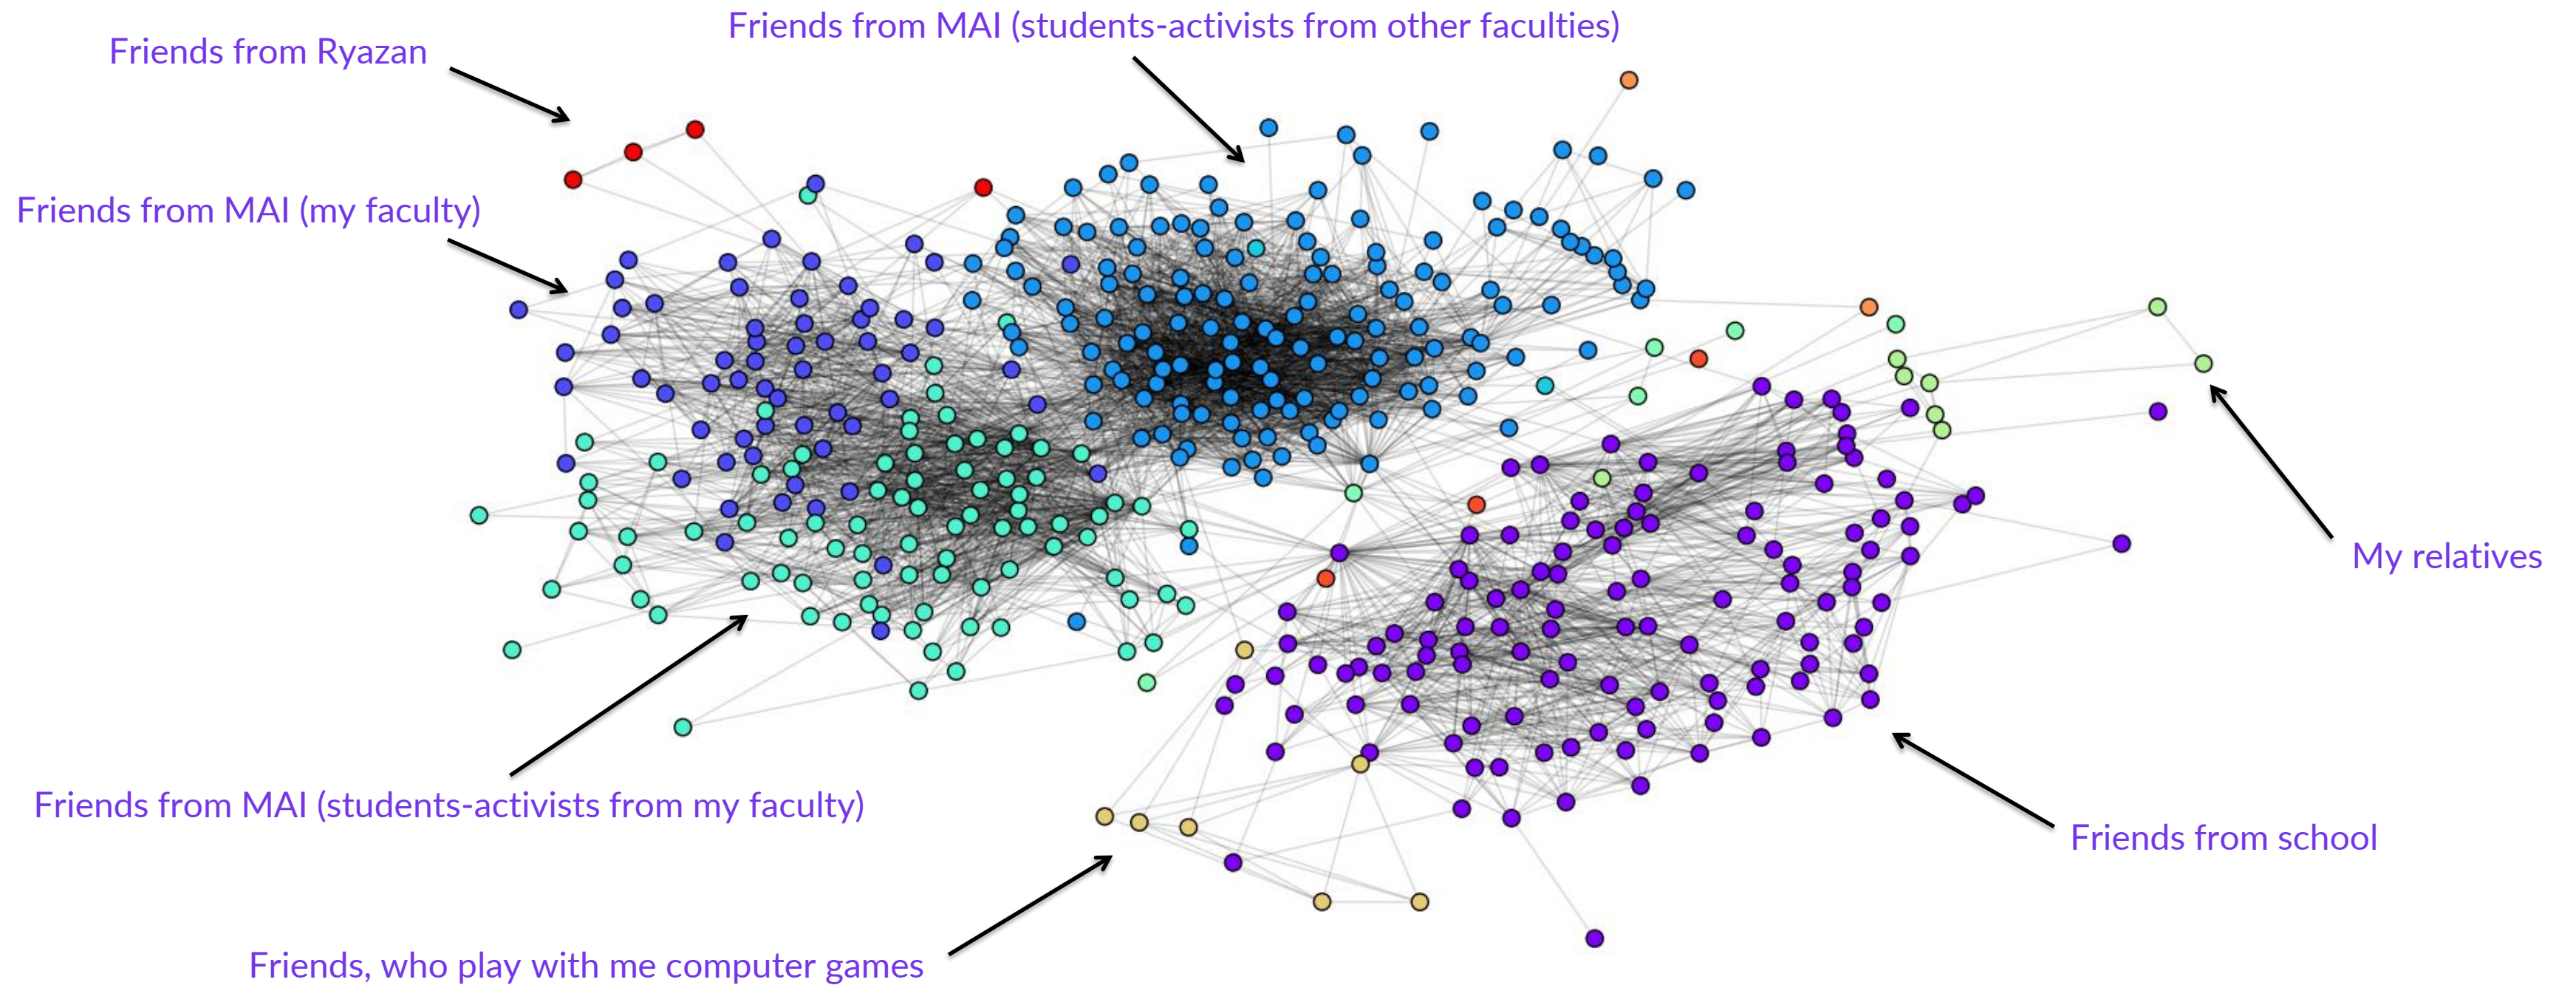 Friends from MAI (students-activists from other faculties)
Friends from Ryazan
Friends from MAI (my faculty)
My relatives
Friends from MAI (students-activists from my faculty)
Friends from school
Friends, who play with me computer games